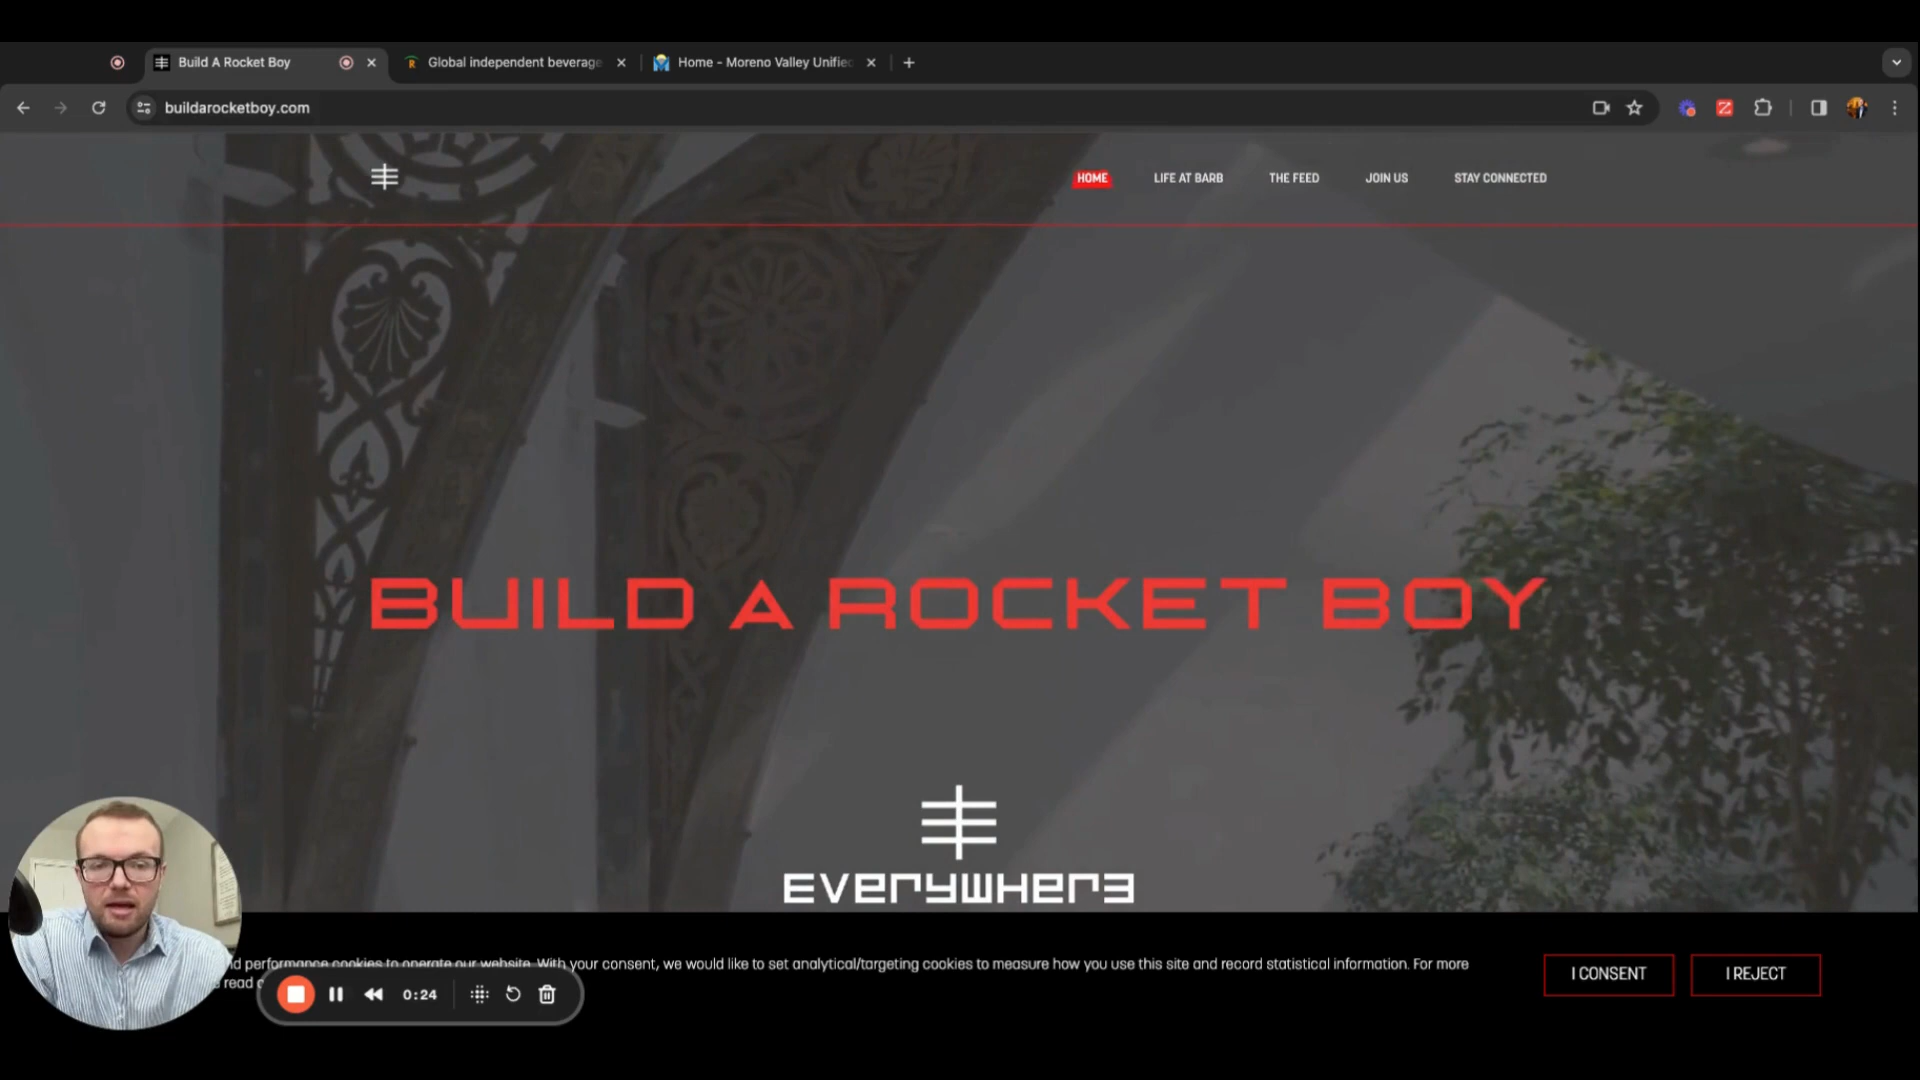 Build A Rocket Boy
Global independent beverage
Home - Moreno Valley Unified
buildarocketboy.com
HOME
LIFE AT BARB
THE FEED
JOIN US
STAY CONNECTED
BUILD A ROCKET BOY
EVERYWHERE
performance cookies to operate our website. With your consent, we would like to set analytical/targeting cookies to measure how you use this site and record statistical information. For more
read
I CONSENT
I REJECT
0:24